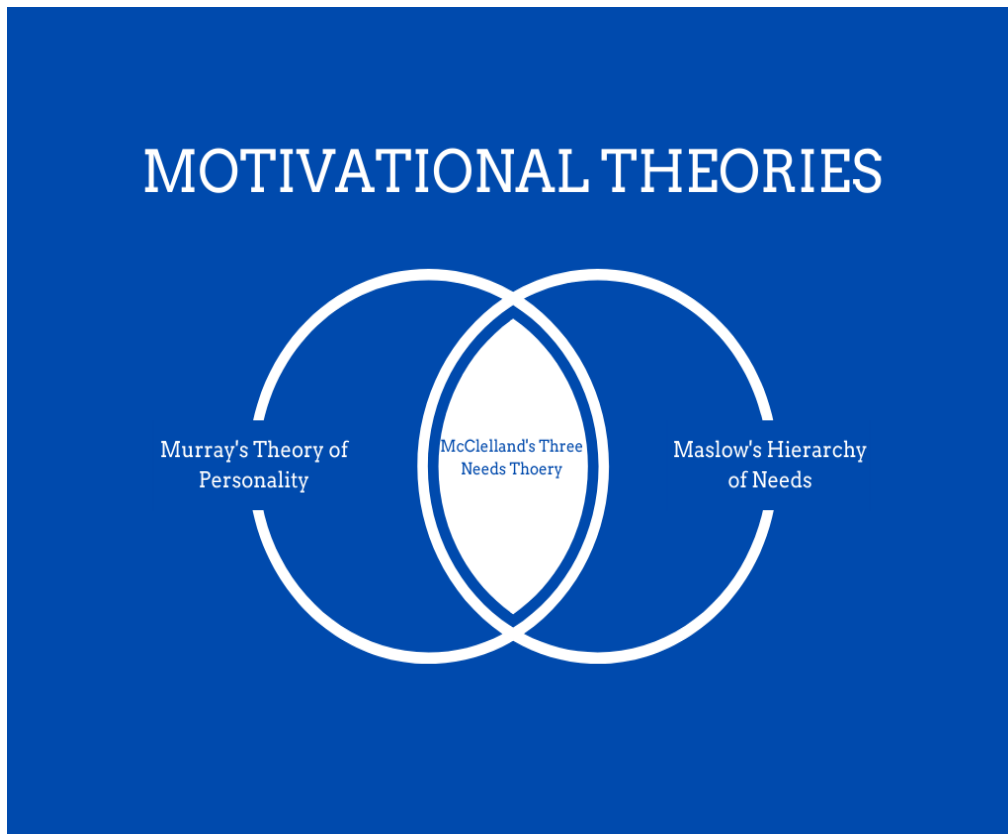 MOTIVATIONAL THEORIES
Murray's Theory of
Personality
McClelland's Three
Needs Thoery
Maslow's Hierarchy
of Needs